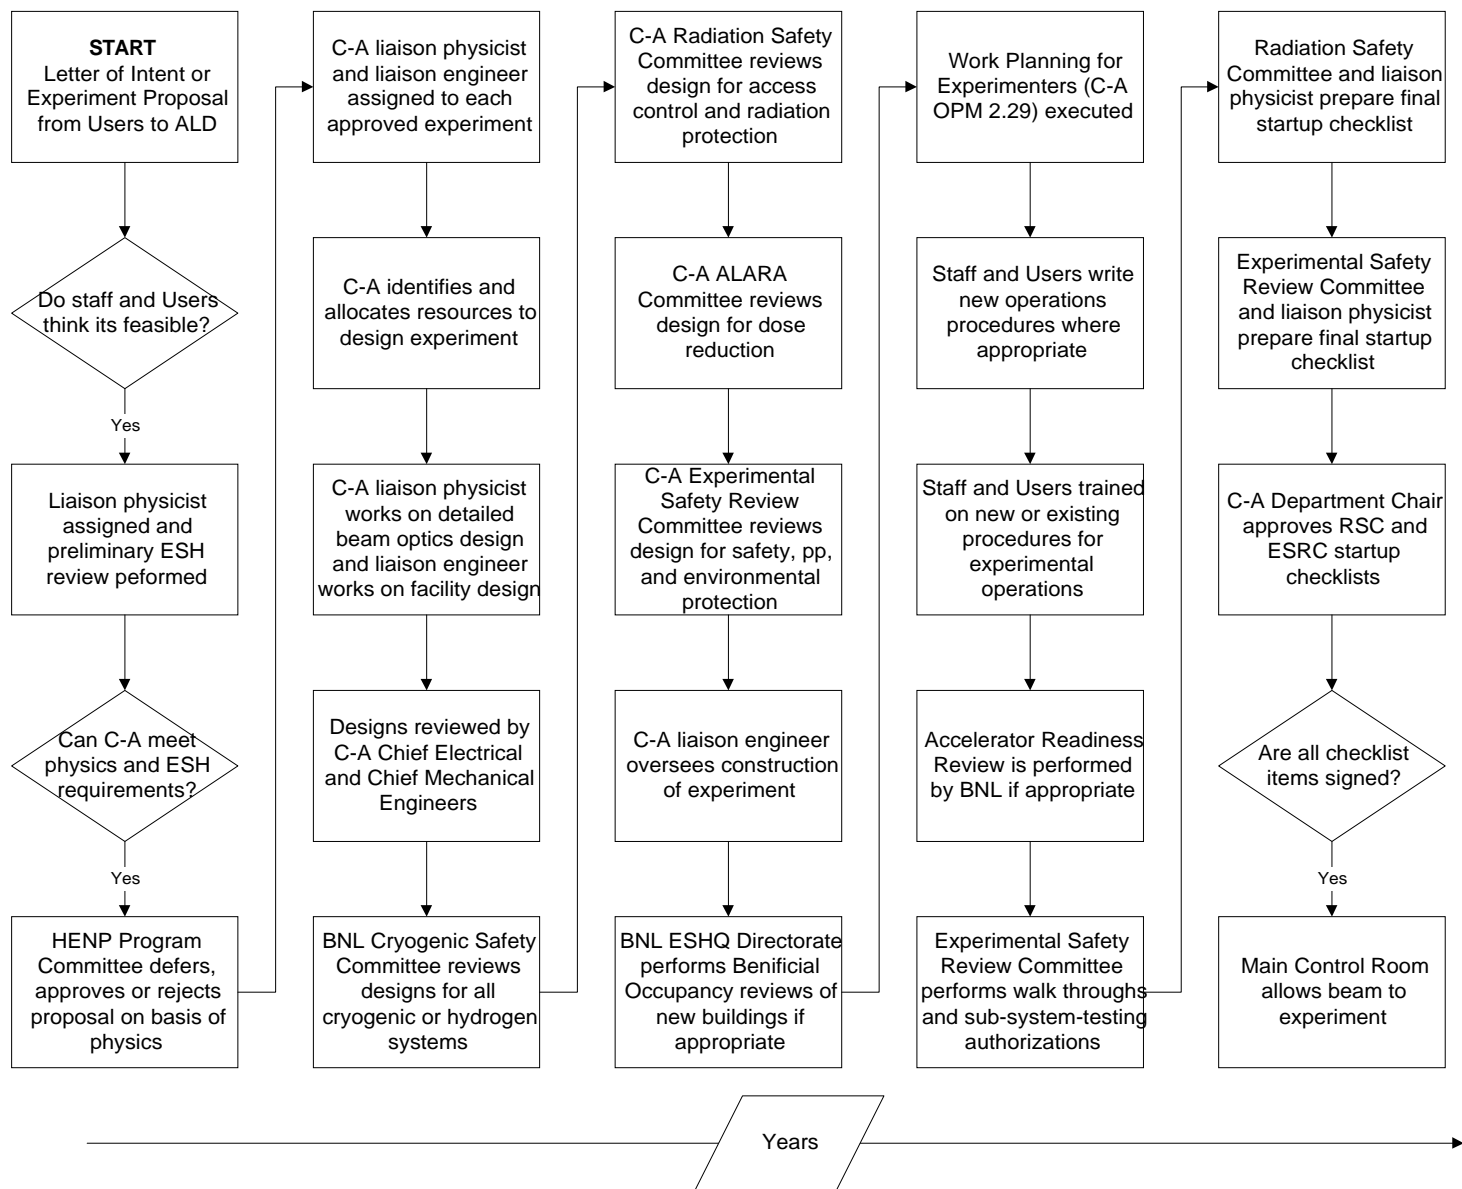 START
Letter of Intent or
Experiment Proposal
from Users to ALD
Do staff and Users
think its feasible?
Yes
Liaison physicist
assigned and
preliminary ESH
review peformed
Can C-A meet
physics and ESH
requirements?
Yes
HENP Program
Committee defers,
approves or rejects
proposal on basis of
physics
C-A liaison physicist
and liaison engineer
assigned to each
approved experiment
C-A identifies and
allocates resources to
design experiment
C-A liaison physicist
works on detailed
beam optics design
and liaison engineer
works on facility design
Designs reviewed by
C-A Chief Electrical
and Chief Mechanical
Engineers
BNL Cryogenic Safety
Committee reviews
designs for all
cryogenic or hydrogen
systems
C-A Radiation Safety
Committee reviews
design for access
control and radiation
protection
C-A ALARA
Committee reviews
design for dose
reduction
C-A Experimental
Safety Review
Committee reviews
design for safety, pp,
and environmental
protection
C-A liaison engineer
oversees construction
of experiment
BNL ESHQ Directorate
performs Benificial
Occupancy reviews of
new buildings if
appropriate
Work Planning for
Experimenters (C-A
OPM 2.29) executed
Staff and Users write
new operations
procedures where
appropriate
Staff and Users trained
on new or existing
procedures for
experimental
operations
Accelerator Readiness
Review is performed
by BNL if appropriate
Experimental Safety
Review Committee
performs walk throughs
and sub-system-testing
authorizations
Radiation Safety
Committee and liaison
physicist prepare final
startup checklist
Experimental Safety
Review Committee
and liaison physicist
prepare final startup
checklist
C-A Department Chair
approves RSC and
ESRC startup
checklists
Are all checklist
items signed?
Yes
Main Control Room
allows beam to
experiment
Years